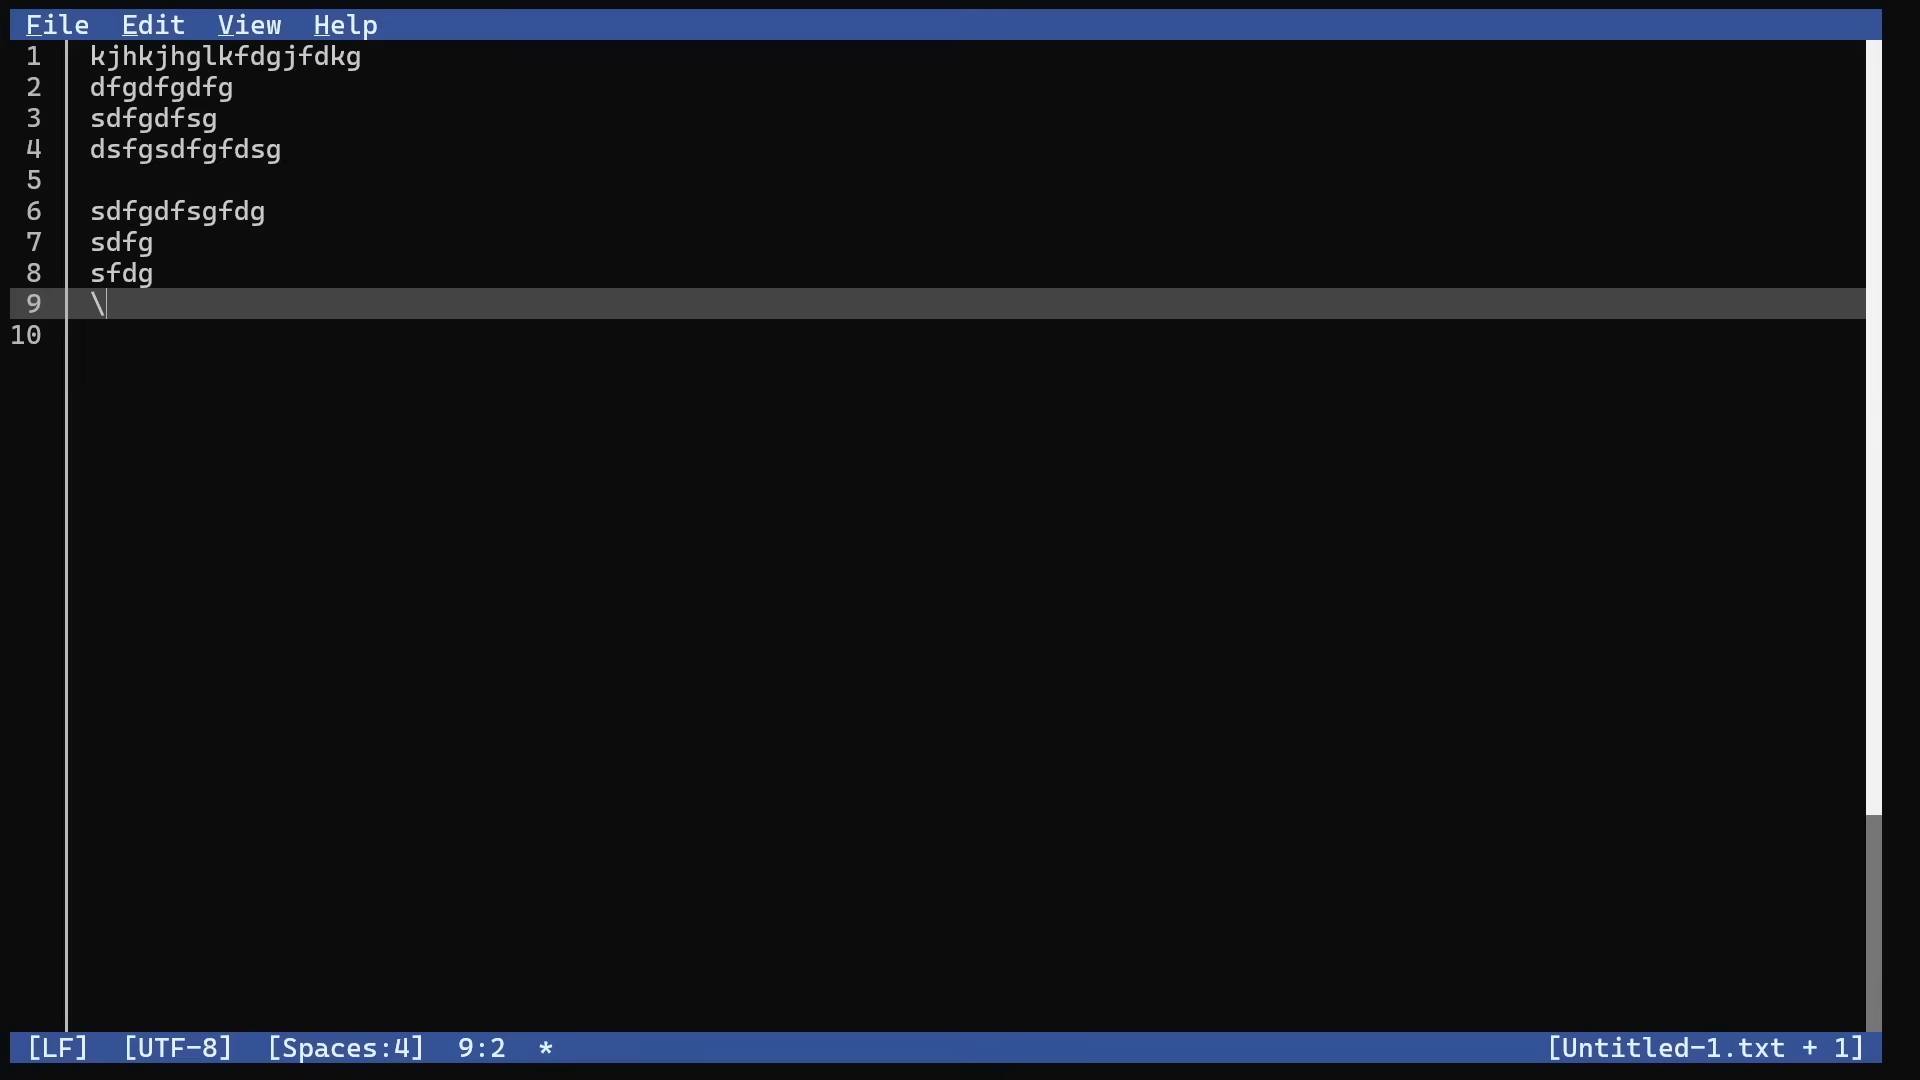 File  Edit  View  Help
1 kjhkjhglkfdgjfdkg
2 dfgdfgdfg
3 sdfgdfsg
4 dsfgsdfgfdsg
5
6 sdfgdfsgfdg
7 sdfg
8 sfdg
9 \
10
[LF]  [UTF-8]  [Spaces:4]  9:2  *  [Untitled-1.txt + 1]